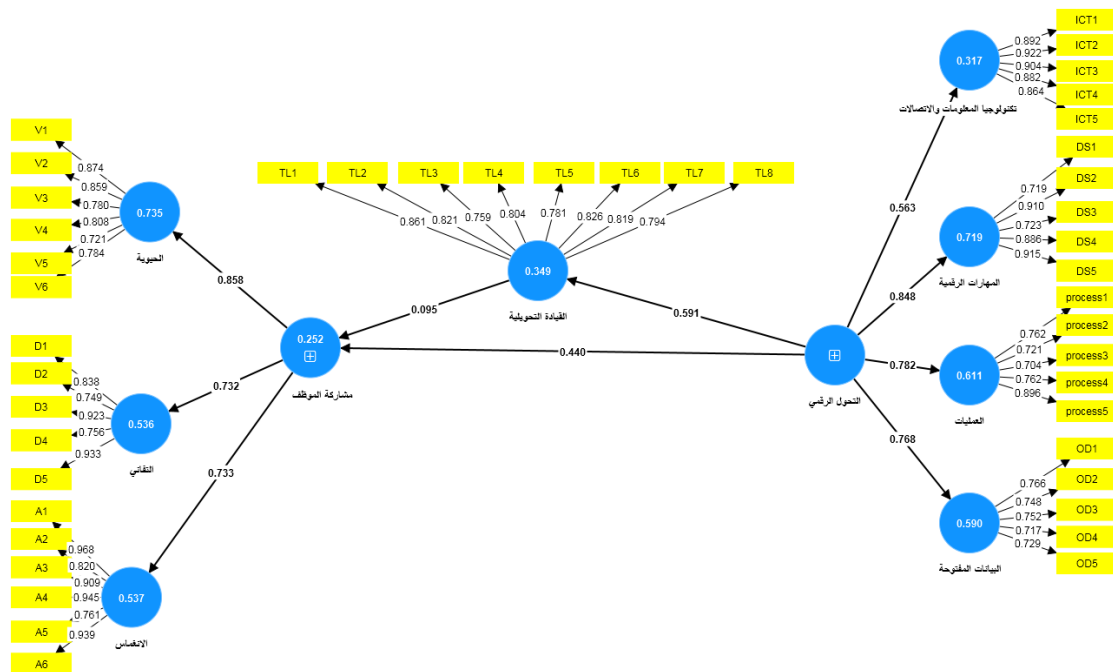 V1
V2
V3
V4
V5
V6
0.874
0.859
0.780
0.808
0.721
0.784
0.735
الحيوية
0.858
D1
D2
D3
D4
D5
0.838
0.749
0.923
0.756
0.933
0.536
التفاني
0.732
A1
A2
A3
A4
A5
A6
0.968
0.820
0.909
0.945
0.761
0.939
0.537
الانغماس
0.733
0.252
مشاركة الموظف
TL1
TL2
TL3
TL4
TL5
TL6
TL7
TL8
0.861
0.821
0.759
0.804
0.781
0.826
0.819
0.794
0.349
القيادة التحويلية
0.095
0.591
0.440
التحول الرقمي
0.563
0.848
0.782
0.768
0.317
تكنولوجيا المعلومات والاتصالات
0.892
0.922
0.904
0.882
0.864
ICT1
ICT2
ICT3
ICT4
ICT5
0.719
المهارات الرقمية
0.719
0.910
0.723
0.886
0.915
DS1
DS2
DS3
DS4
DS5
0.611
العمليات
0.762
0.721
0.704
0.762
0.896
process1
process2
process3
process4
process5
0.590
البيانات المفتوحة
0.766
0.748
0.752
0.717
0.729
OD1
OD2
OD3
OD4
OD5